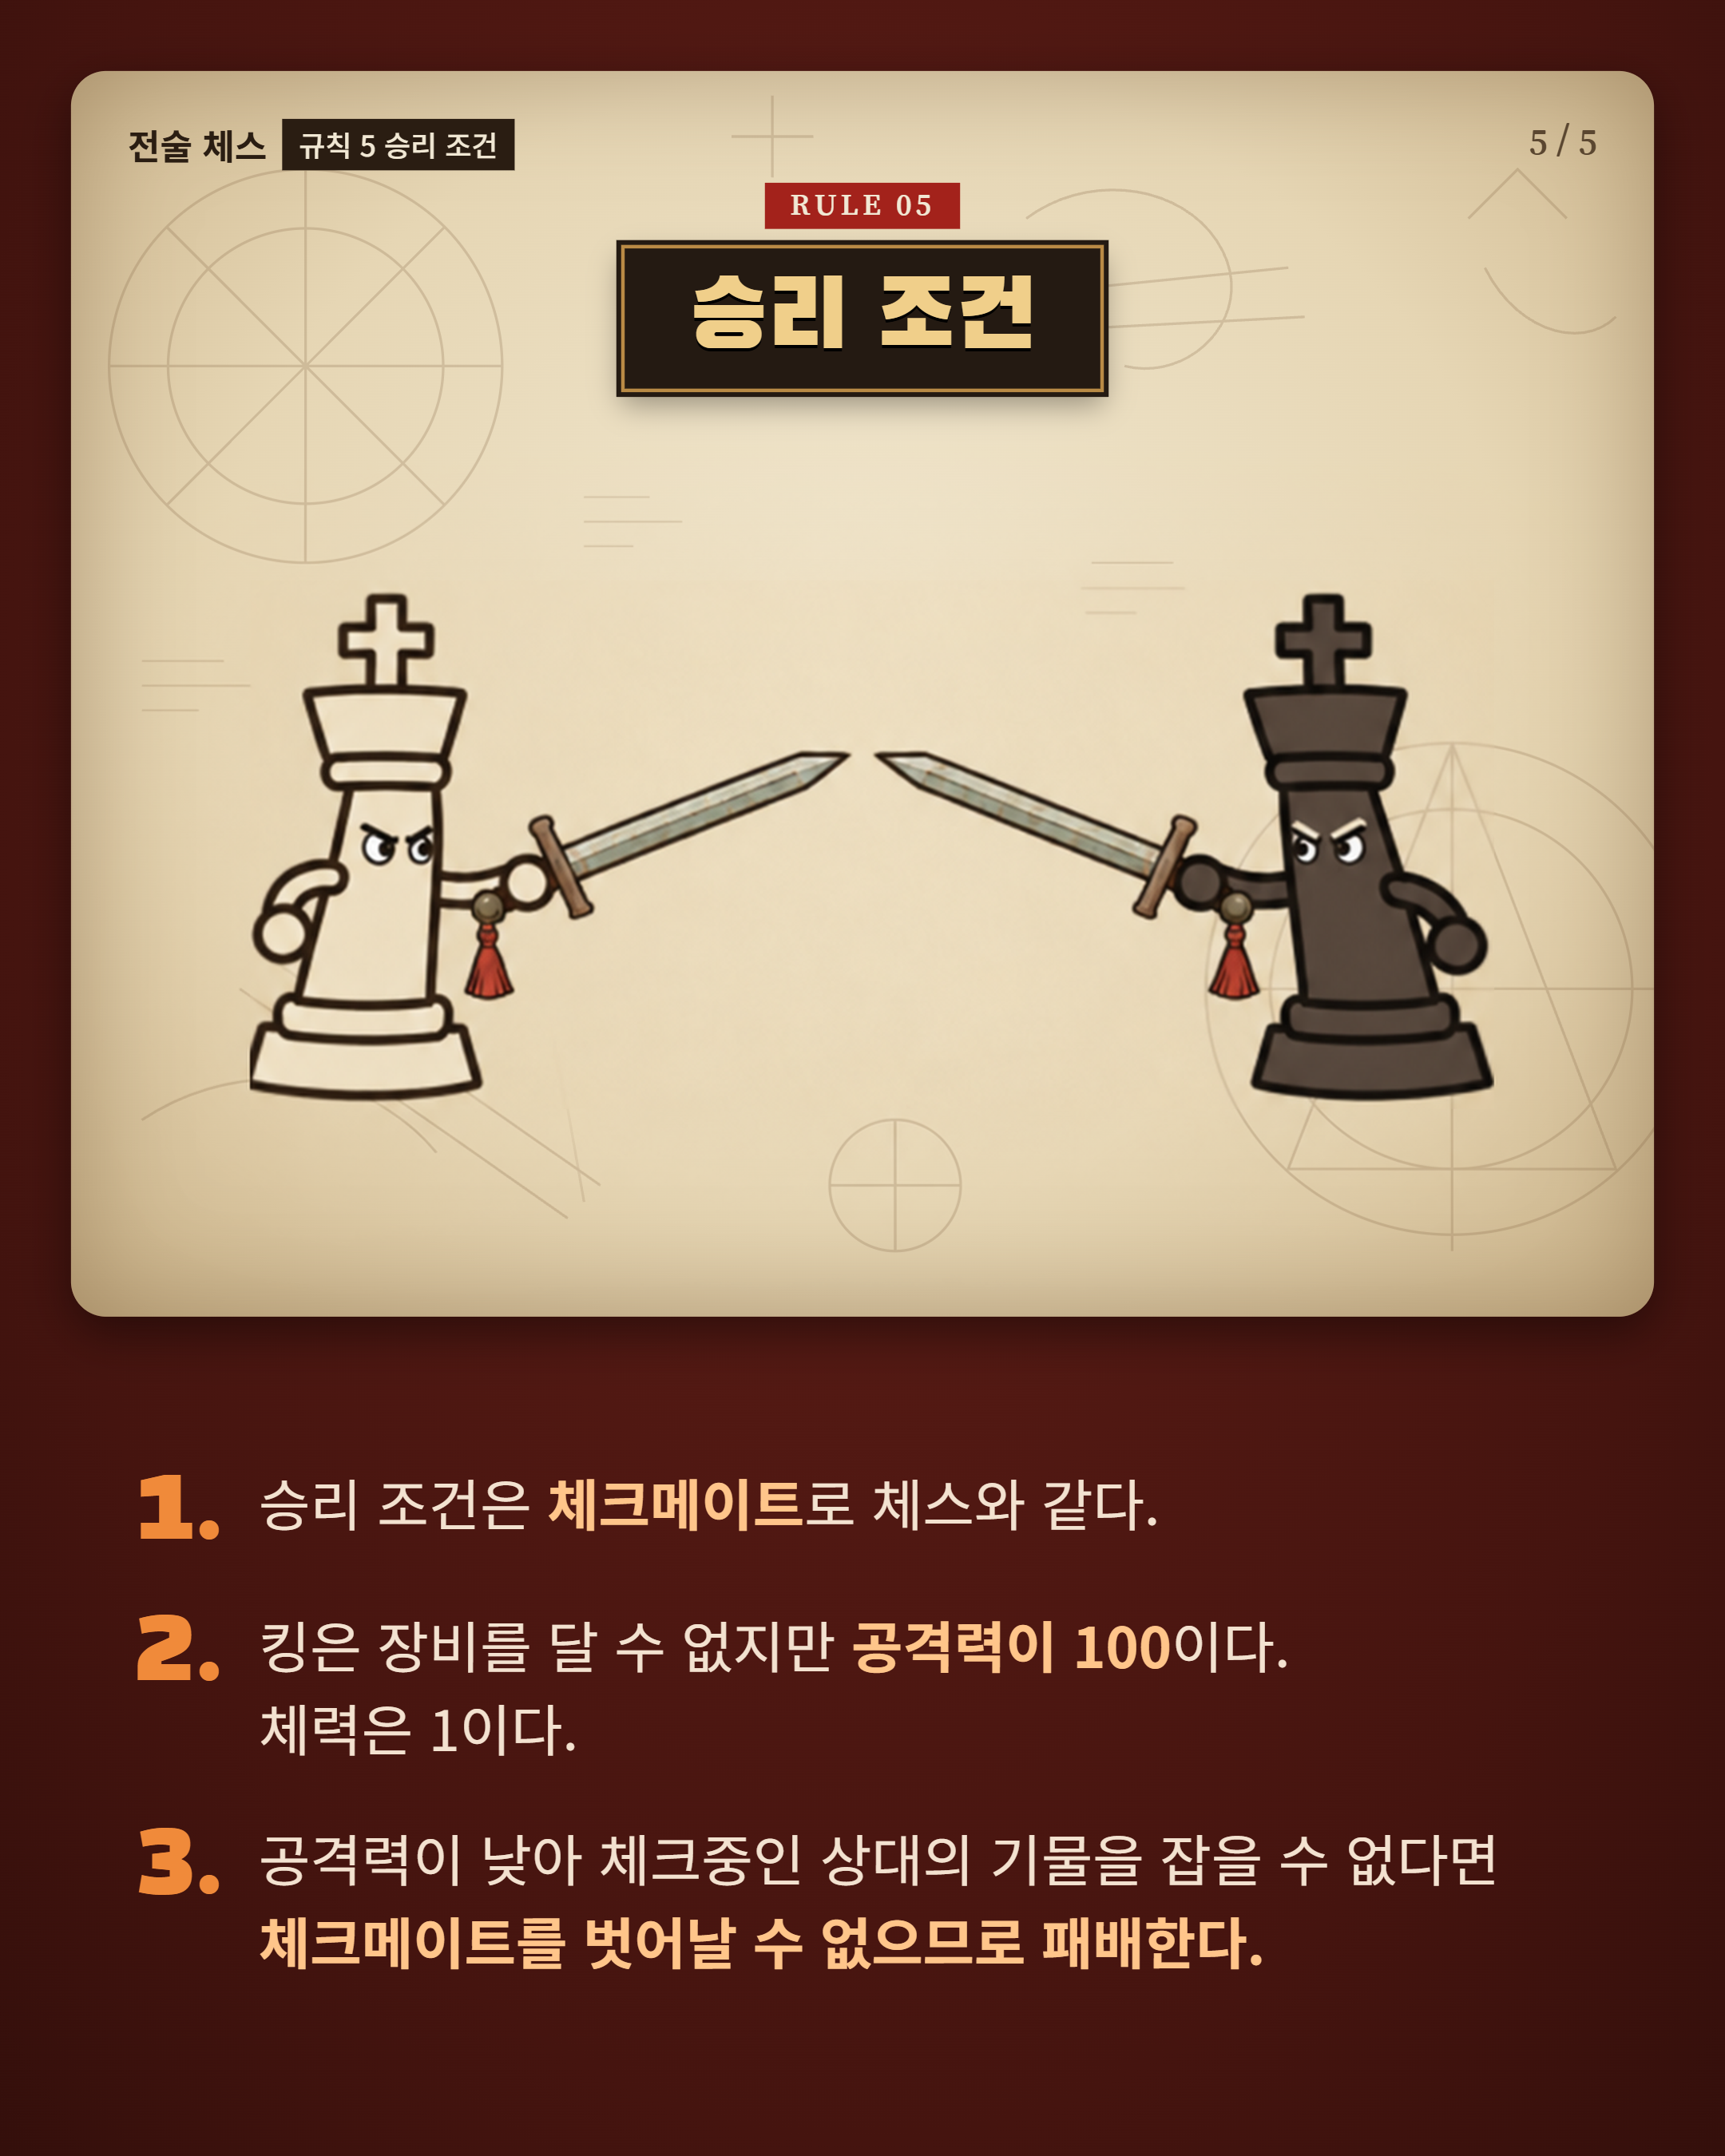 전술 체스 규칙 5 승리 조건
5 / 5
RULE 05
승리 조건
1. 승리 조건은 체크메이트로 체스와 같다.
2. 킹은 장비를 달 수 없지만 공격력이 100이다.
체력은 1이다.
3. 공격력이 낮아 체크중인 상대의 기물을 잡을 수 없다면
체크메이트를 벗어날 수 없으므로 패배한다.